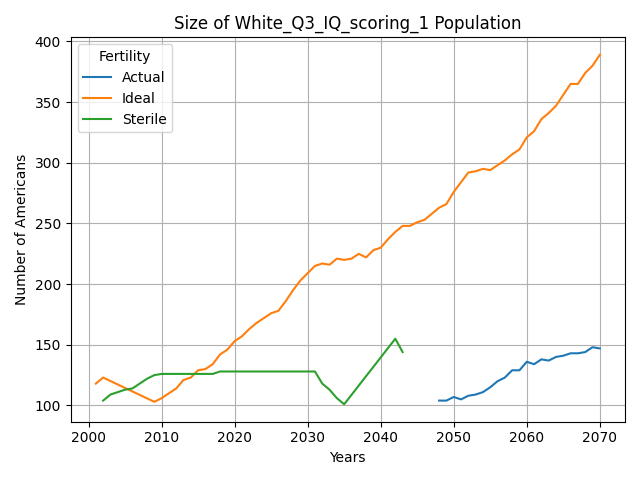 Size of White_Q3_IQ_scoring_1 Population
Number of Americans
400
350
300
250
200
150
100
Fertility
Actual
Ideal
Sterile
2000 2010 2020 2030 2040 2050 2060 2070
Years